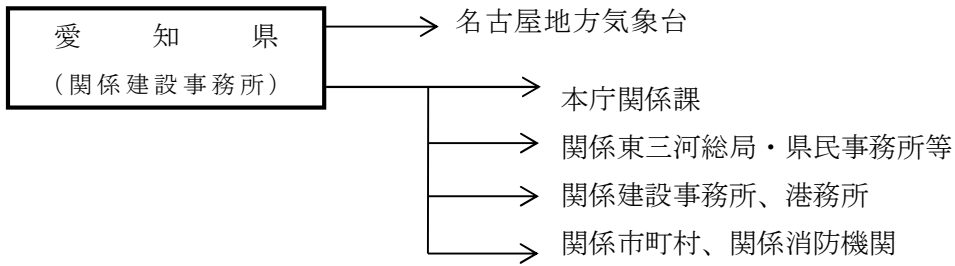 愛知県
(関係建設事務所)
名古屋地方気象台
本庁関係課
関係東三河総局・県民事務所等
関係建設事務所、港務所
関係市町村、関係消防機関